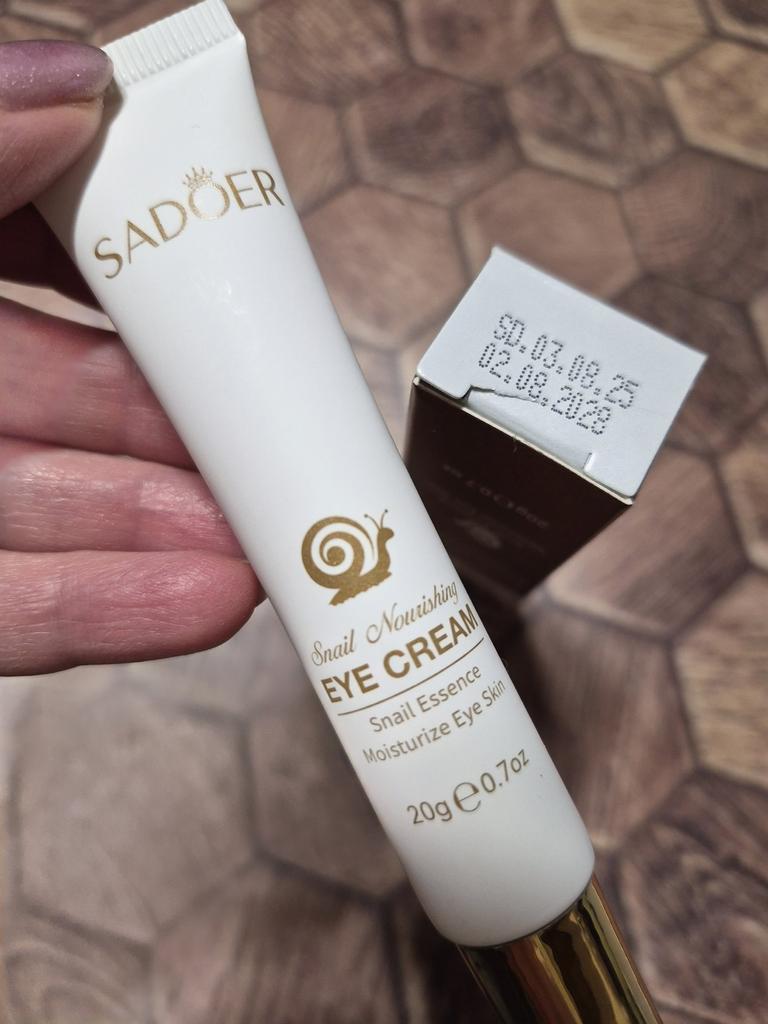 SADOER
Snail Nourishing
EYE CREAM
Snail Essence
Moisturize Eye Skin
20g℮0.7oz
SD.03.08.25
02.08.2028